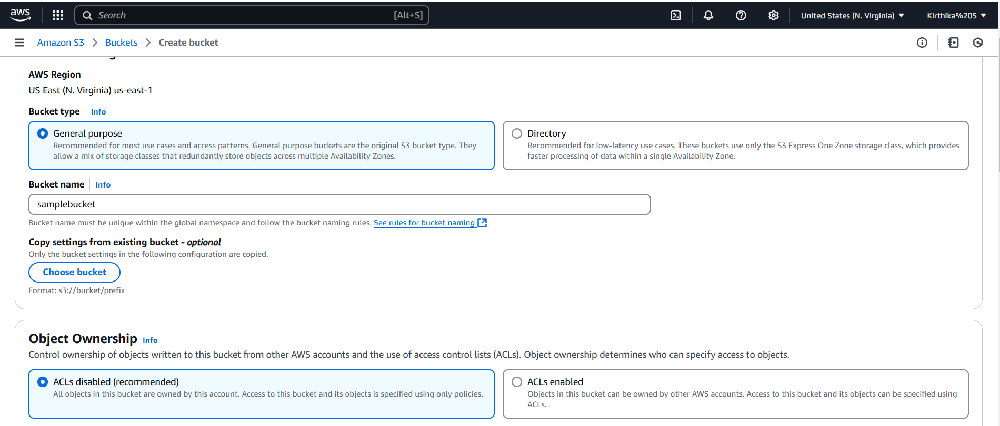 aws
Search [Alt+S]
United States (N. Virginia)
Kirthika%20S
Amazon S3 > Buckets > Create bucket
AWS Region
US East (N. Virginia) us-east-1
Bucket type Info
General purpose
Recommended for most use cases and access patterns. General purpose buckets are the original S3 bucket type. They
allow a mix of storage classes that redundantly store objects across multiple Availability Zones.
Directory
Recommended for low-latency use cases. These buckets use only the S3 Express One Zone storage class, which provides
faster processing of data within a single Availability Zone.
Bucket name Info
samplebucket
Bucket name must be unique within the global namespace and follow the bucket naming rules. See rules for bucket naming
Copy settings from existing bucket - optional
Only the bucket settings in the following configuration are copied.
Choose bucket
Format: s3://bucket/prefix
Object Ownership Info
Control ownership of objects written to this bucket from other AWS accounts and the use of access control lists (ACLs). Object ownership determines who can specify access to objects.
ACLs disabled (recommended)
All objects in this bucket are owned by this account. Access to this bucket and its objects is specified using only policies.
ACLs enabled
Objects in this bucket can be owned by other AWS accounts. Access to this bucket and its objects can be specified using
ACLs.